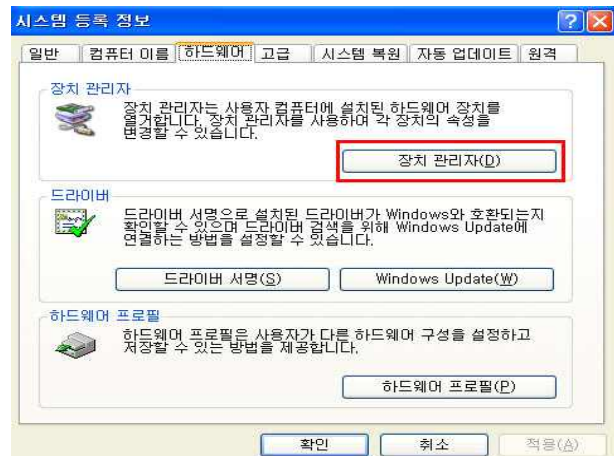 시스템 등록 정보
일반 컴퓨터 이름 하드웨어 고급 시스템 복원 자동 업데이트 원격
장치 관리자
장치 관리자는 사용자 컴퓨터에 설치된 하드웨어 장치를
열거합니다. 장치 관리자를 사용하여 각 장치의 속성을
변경할 수 있습니다.
장치 관리자(D)
드라이버
드라이버 서명으로 설치된 드라이버가 Windows와 호환되는지
확인할 수 있으며 드라이버 검색을 위해 Windows Update에
연결하는 방법을 설정할 수 있습니다.
드라이버 서명(S) Windows Update(W)
하드웨어 프로필
하드웨어 프로필은 사용자가 다른 하드웨어 구성을 설정하고
저장할 수 있는 방법을 제공합니다.
하드웨어 프로필(P)
확인 취소 적용(A)